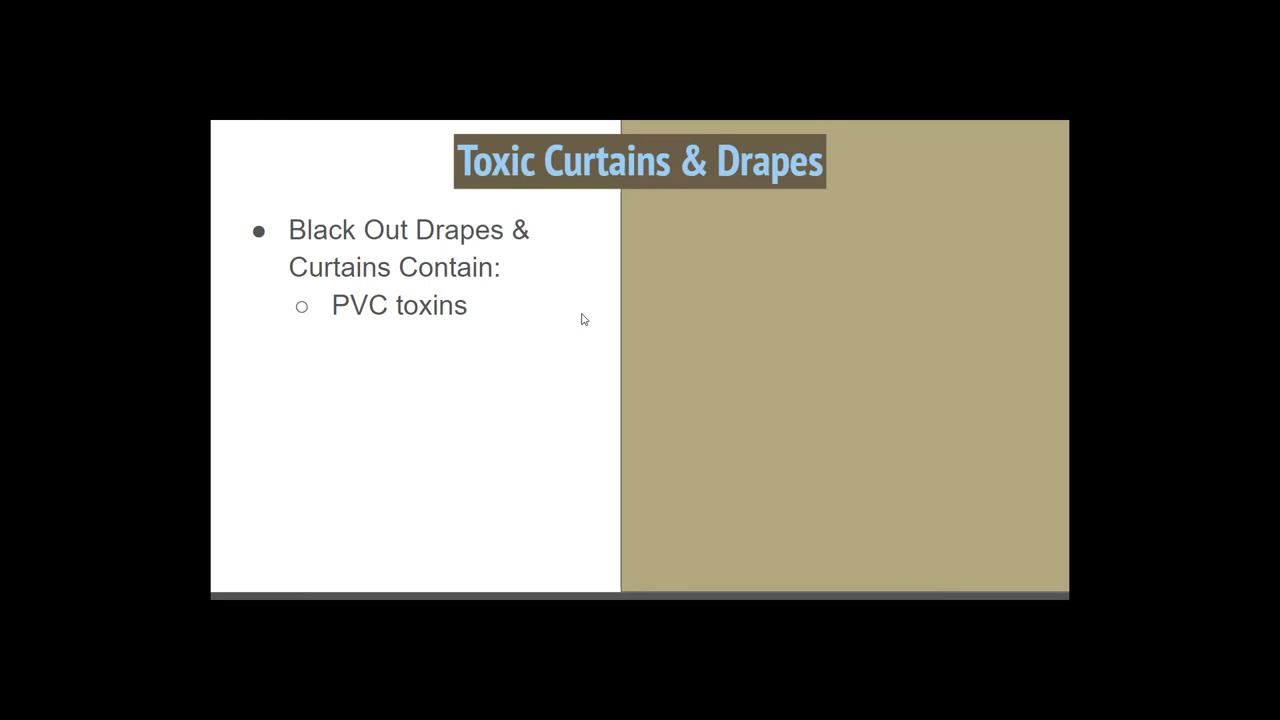 Toxic Curtains & Drapes
● Black Out Drapes &
Curtains Contain:
○ PVC toxins